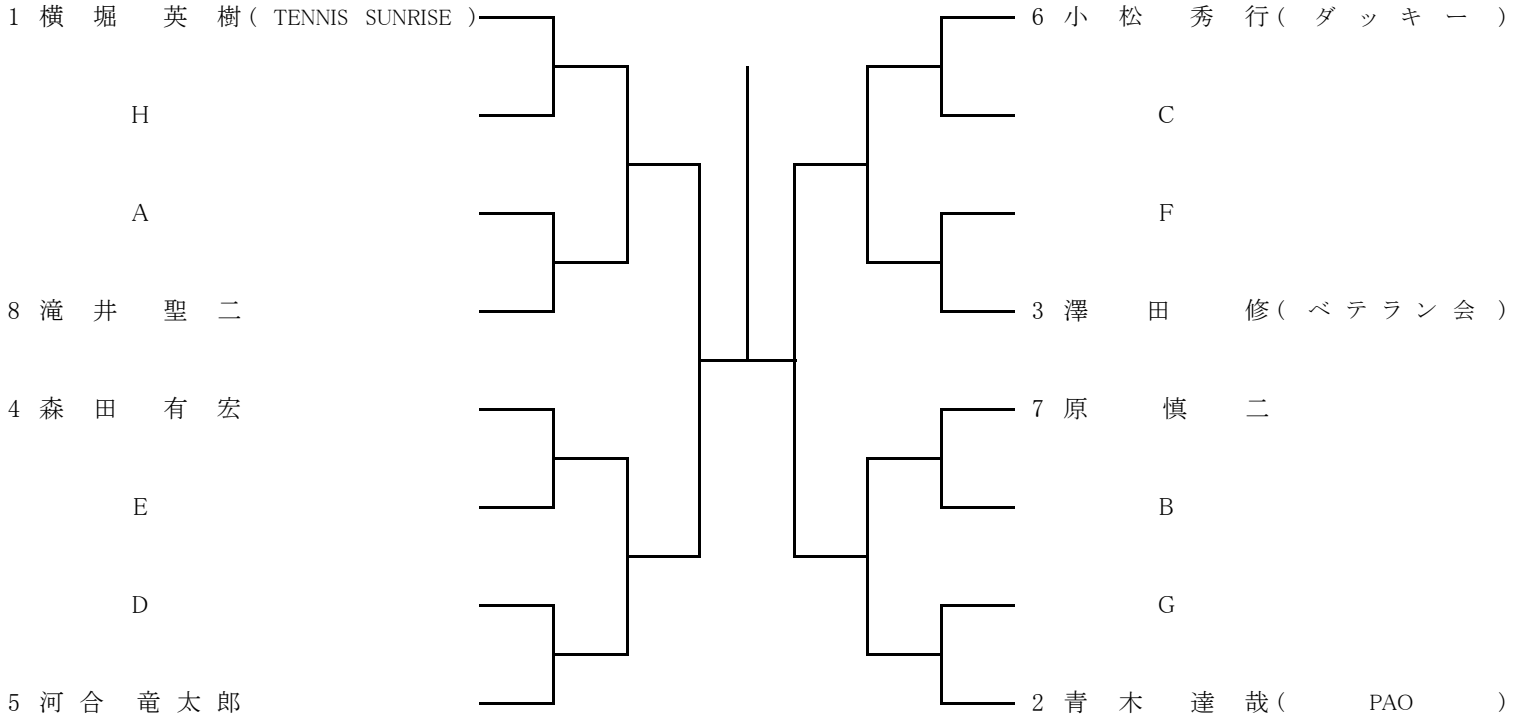 1 横堀 英樹( TENNIS SUNRISE )
H
A
8 滝井 聖二
4 森田 有宏
E
D
5 河合 竜太郎
6 小松 秀行( ダッキー )
C
F
3 澤田 修( ベテラン会 )
7 原 慎二
B
G
2 青木 達哉( PAO )